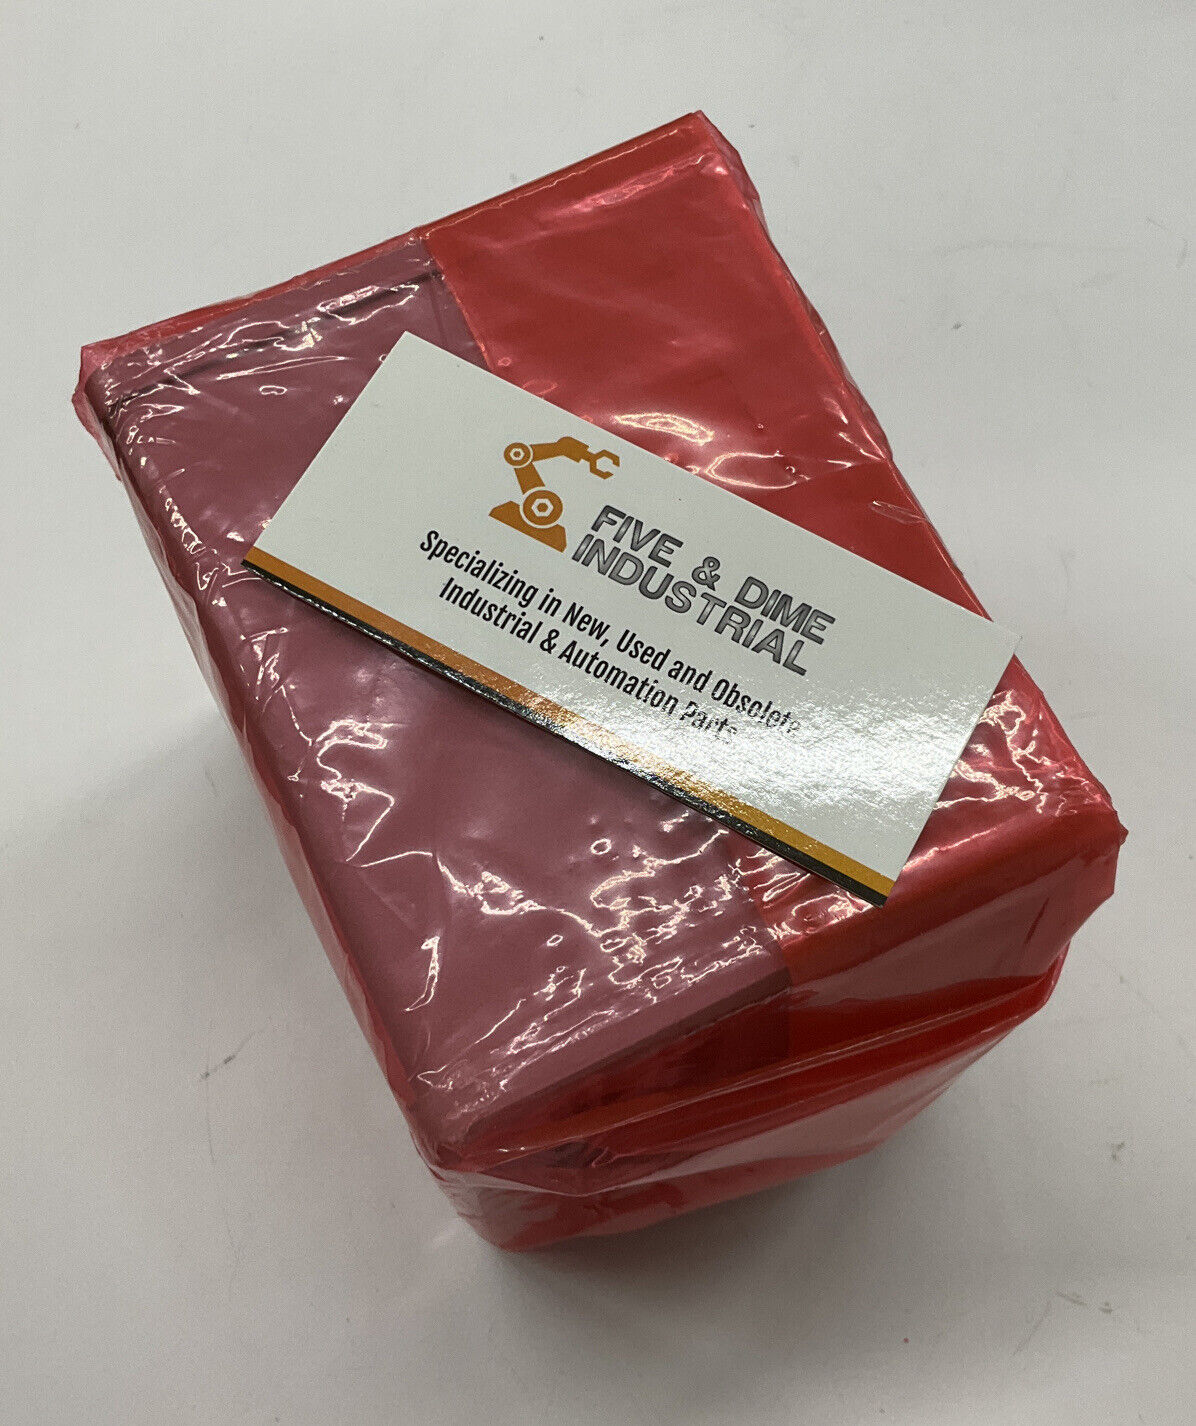 FIVE & DIME
INDUSTRIAL
Specializing in New, Used and Obsolete
Industrial & Automation Parts